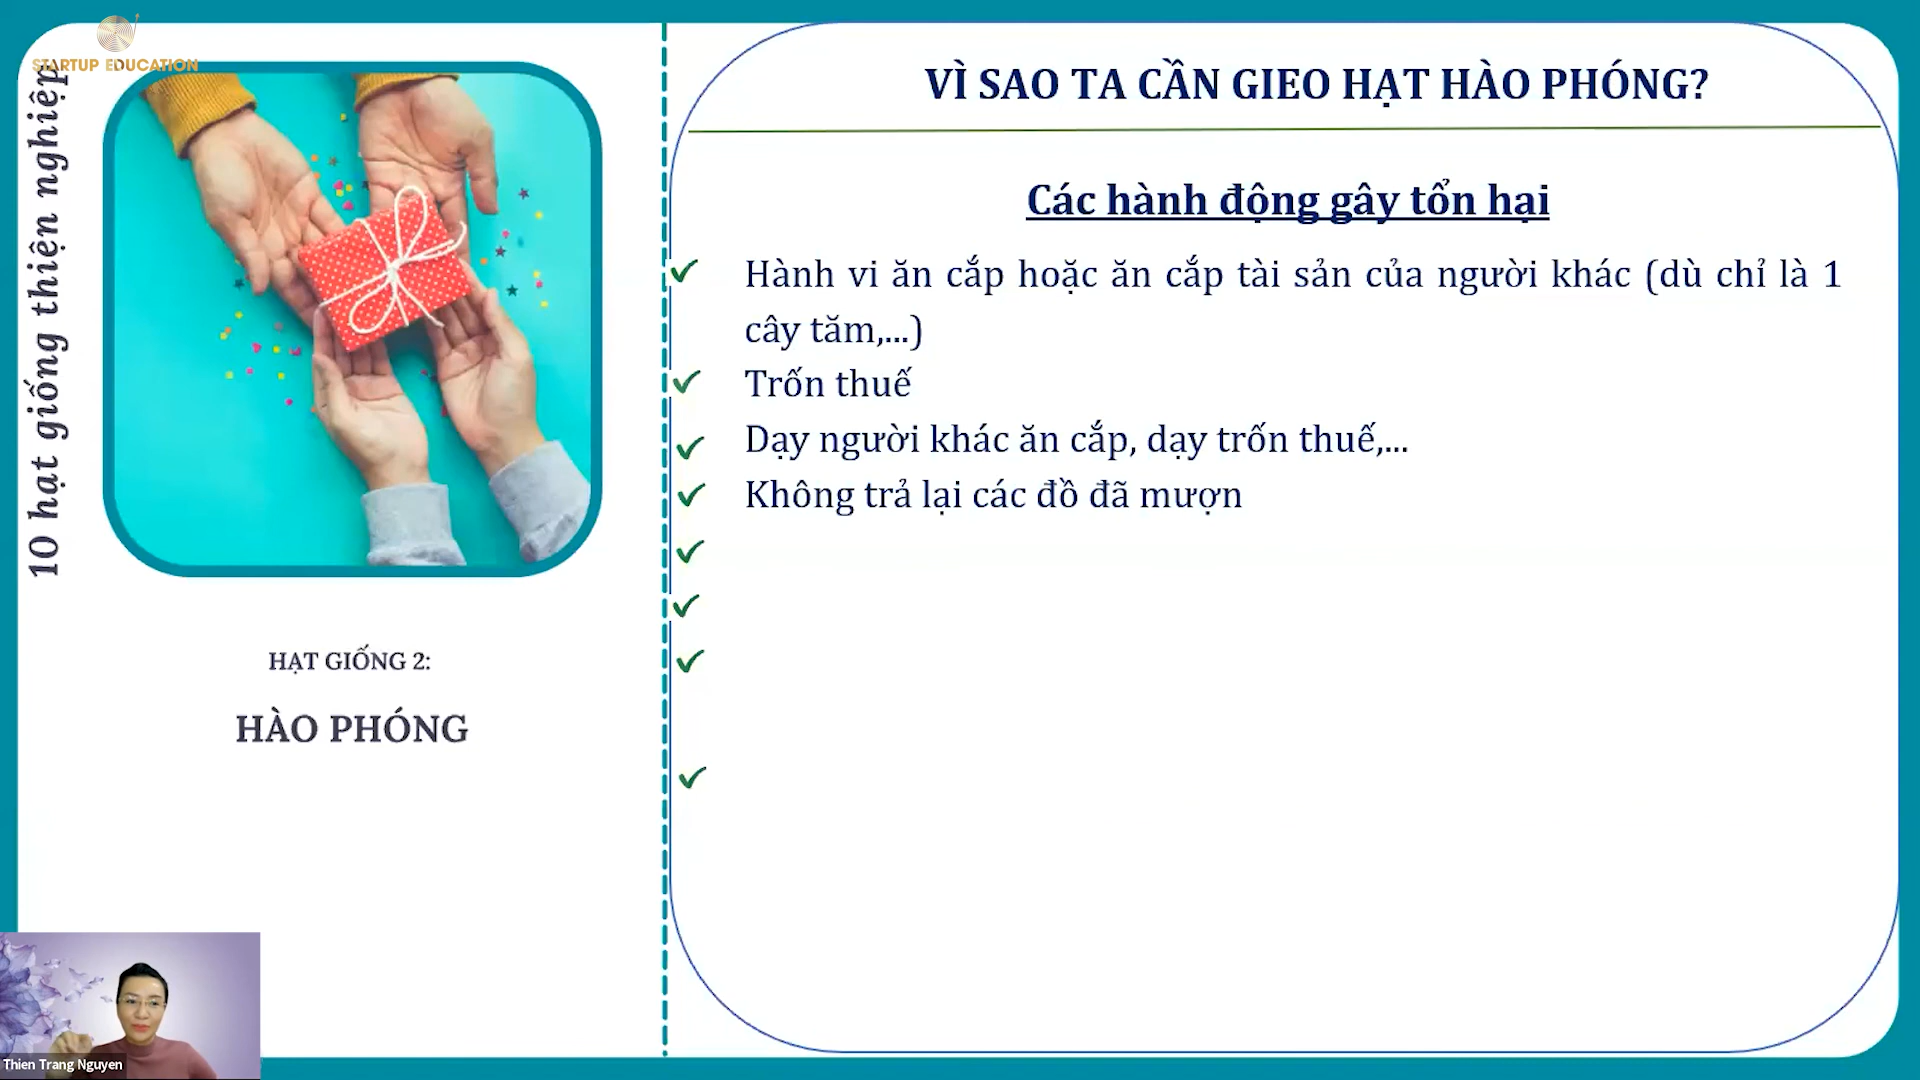 STARTUP EDUCATION
10 hạt giống thiện nghiệp
HẠT GIỐNG 2:
HÀO PHÓNG
VÌ SAO TA CẦN GIEO HẠT HÀO PHÓNG?
Các hành động gây tổn hại
Hành vi ăn cắp hoặc ăn cắp tài sản của người khác (dù chỉ là 1
cây tăm,...)
Trốn thuế
Dạy người khác ăn cắp, dạy trốn thuế,...
Không trả lại các đồ đã mượn
Thien Trang Nguyen